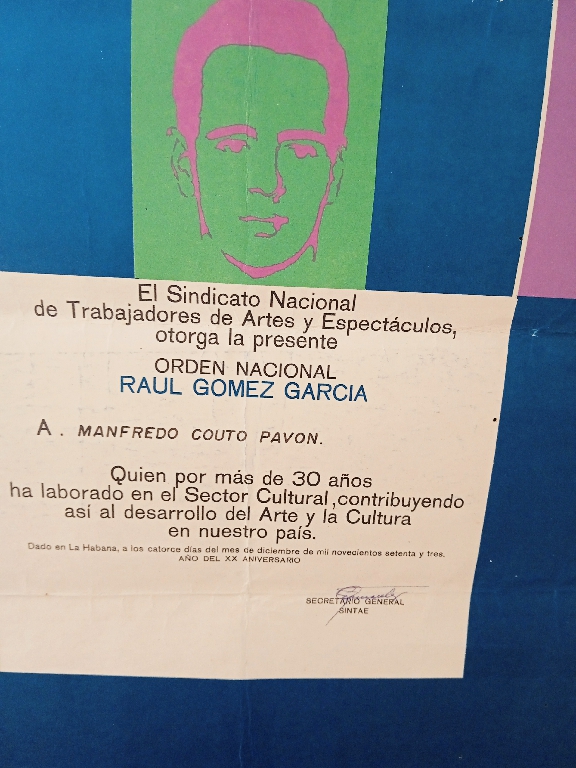 El Sindicato Nacional
de Trabajadores de Artes y Espectáculos,
otorga la presente
ORDEN NACIONAL
RAUL GOMEZ GARCIA
A. MANFREDO COUTO PAVON.
Quien por más de 30 años
ha laborado en el Sector Cultural, contribuyendo
así al desarrollo del Arte y la Cultura
en nuestro país.
Dado en La Habana, a los catorce días del mes de diciembre de mil novecientos setenta y tres.
AÑO DEL XX ANIVERSARIO
SECRETARIO GENERAL
SINTAE